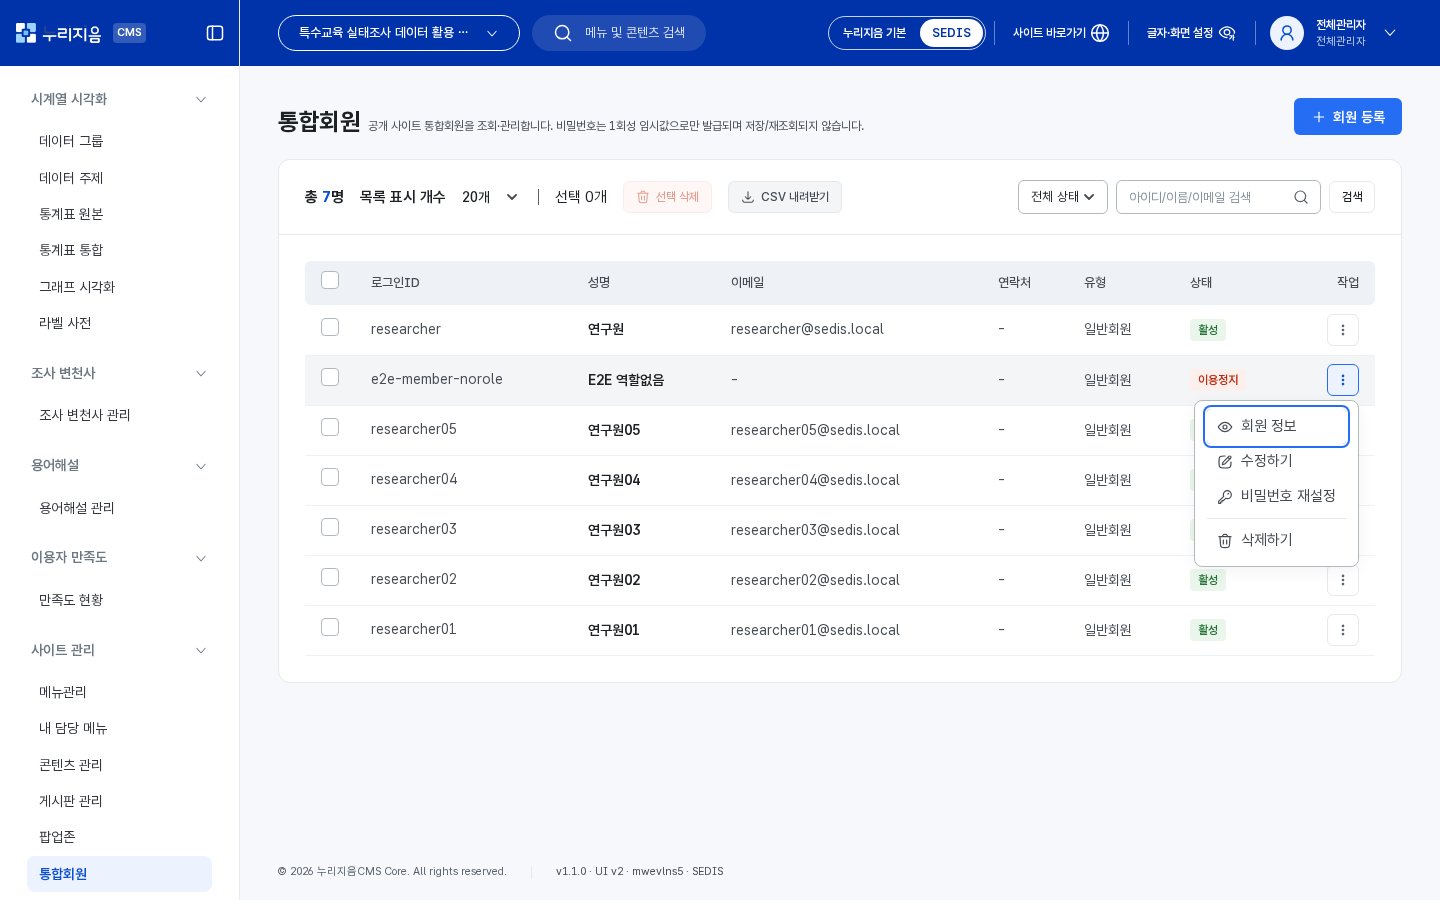 누리지음 CMS
특수교육 실태조사 데이터 활용 ···
메뉴 및 콘텐츠 검색
누리지음 기본
SEDIS
사이트 바로가기
글자·화면 설정
전체관리자
전체관리자
시계열 시각화
데이터 그룹
데이터 주제
통계표 원본
통계표 통합
그래프 시각화
라벨 사전
조사 변천사
조사 변천사 관리
용어해설
용어해설 관리
이용자 만족도
만족도 현황
사이트 관리
메뉴관리
내 담당 메뉴
콘텐츠 관리
게시판 관리
팝업존
통합회원
통합회원 공개 사이트 통합회원을 조회·관리합니다. 비밀번호는 1회성 임시값으로만 발급되며 저장/재조회되지 않습니다.
회원 등록
총 7명 목록 표시 개수 20개 선택 0개 선택 삭제 CSV 내려받기
전체 상태 아이디/이름/이메일 검색 검색
로그인ID 성명 이메일 연락처 유형 상태 작업
researcher 연구원 researcher@sedis.local - 일반회원 활성
e2e-member-norole E2E 역할없음 - - 일반회원 이용정지
researcher05 연구원05 researcher05@sedis.local - 일반회원
researcher04 연구원04 researcher04@sedis.local - 일반회원
researcher03 연구원03 researcher03@sedis.local - 일반회원
researcher02 연구원02 researcher02@sedis.local - 일반회원 활성
researcher01 연구원01 researcher01@sedis.local - 일반회원 활성
회원 정보
수정하기
비밀번호 재설정
삭제하기
© 2026 누리지음CMS Core. All rights reserved.
v1.1.0 · UI v2 · mwevlns5 · SEDIS